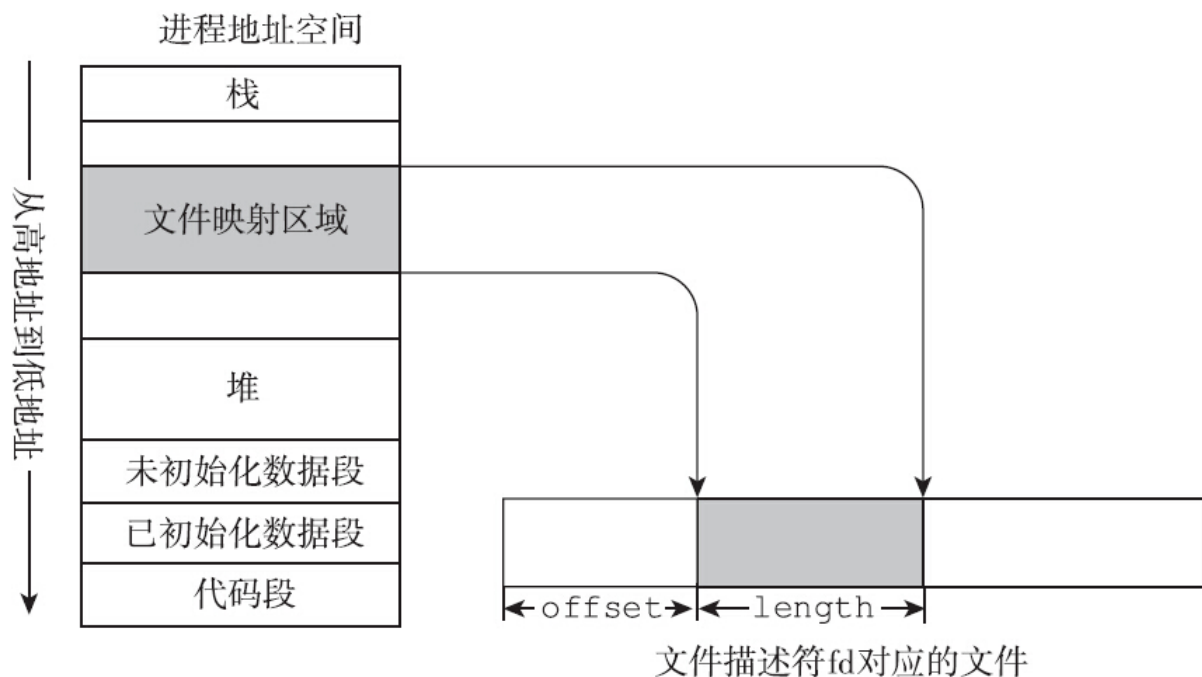 进程地址空间
从高地址到低地址
栈
文件映射区域
堆
未初始化数据段
已初始化数据段
代码段
offset
length
文件描述符fd对应的文件